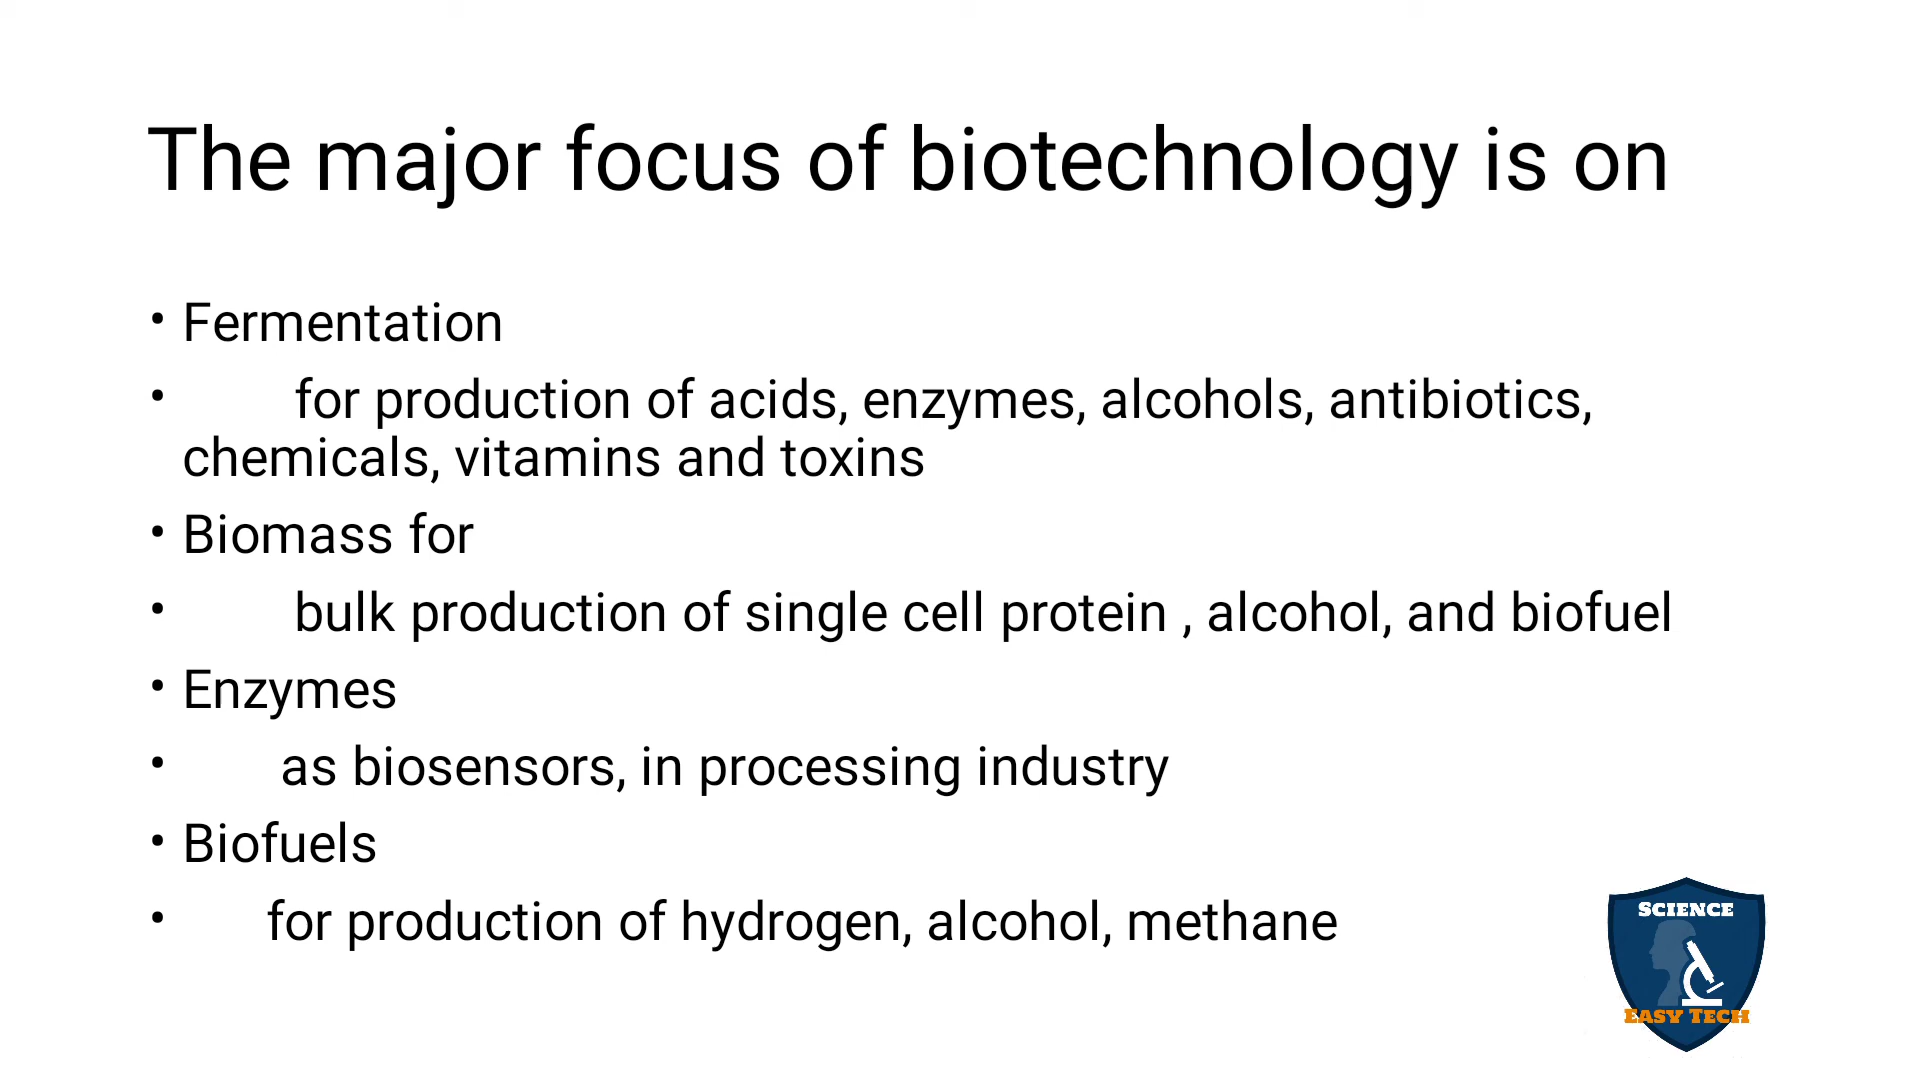 The major focus of biotechnology is on
• Fermentation
• for production of acids, enzymes, alcohols, antibiotics,
chemicals, vitamins and toxins
• Biomass for
• bulk production of single cell protein , alcohol, and biofuel
• Enzymes
• as biosensors, in processing industry
• Biofuels
• for production of hydrogen, alcohol, methane
SCIENCE
EASY TECH